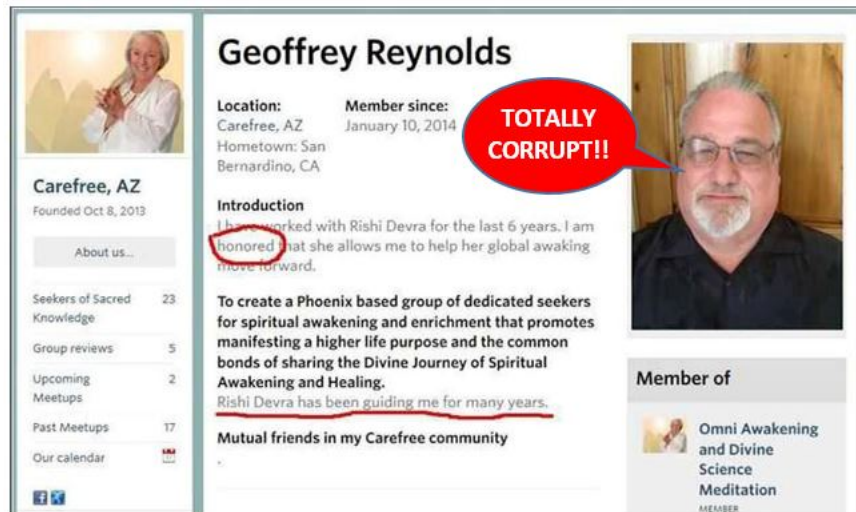 Carefree, AZ
Founded Oct 8, 2013
About us...
Seekers of Sacred
Knowledge
23
Group reviews 5
Upcoming
Meetups
2
Past Meetups 17
Our calendar
Geoffrey Reynolds
Location:
Carefree, AZ
Hometown: San
Bernardino, CA
Member since:
January 10, 2014
Introduction
I have worked with Rishi Devra for the last 6 years. I am
honored that she allows me to help her global awaking
move forward.
To create a Phoenix based group of dedicated seekers
for spiritual awakening and enrichment that promotes
manifesting a higher life purpose and the common
bonds of sharing the Divine Journey of Spiritual
Awakening and Healing.
Rishi Devra has been guiding me for many years.
Mutual friends in my Carefree community
.
TOTALLY
CORRUPT!!
Member of
Omni Awakening
and Divine
Science
Meditation
MEMBER